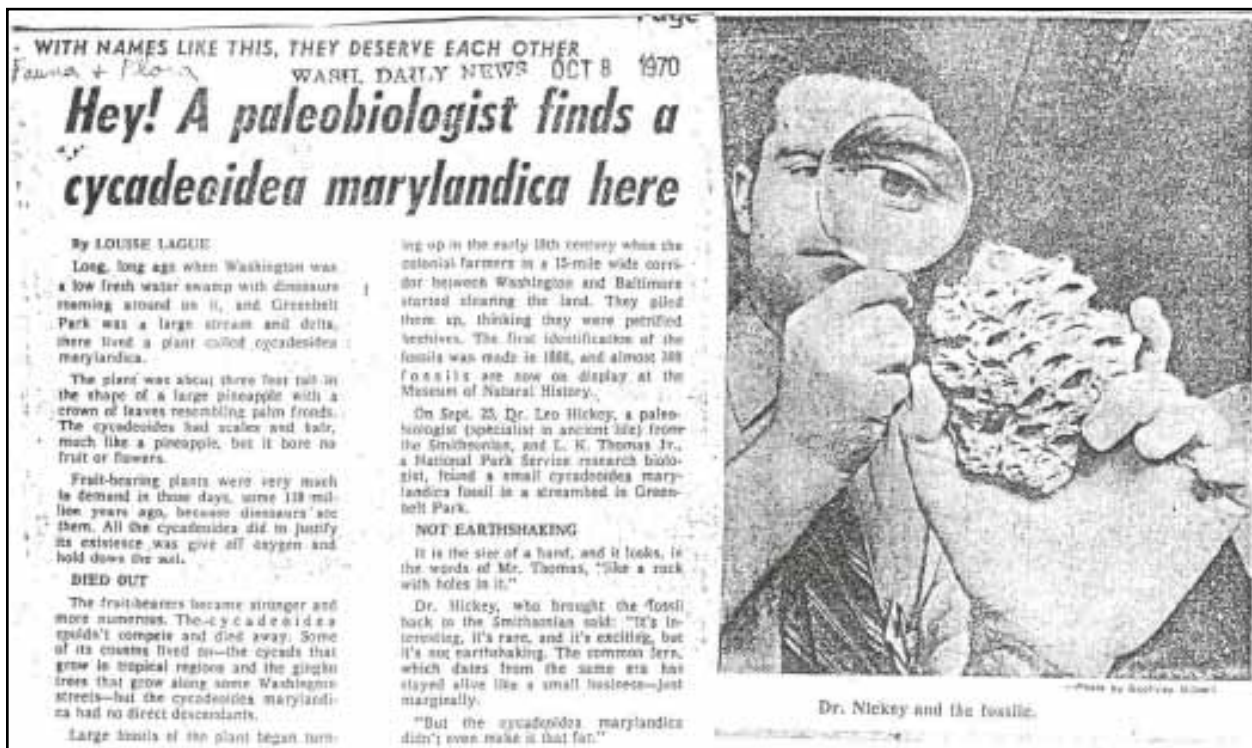 Page
WITH NAMES LIKE THIS, THEY DESERVE EACH OTHER
Fauna + Flora
WASH. DAILY NEWS OCT 8 1970
Hey! A paleobiologist finds a
cycadeoidea marylandica here
By LOUISE LAGUE
Long, long ago when Washington was
a low fresh water swamp with dinosaurs
roaming around on it, and Greenbelt
Park was a large stream and delta,
there lived a plant called cycadeoidea
marylandica.
The plant was about three feet tall in
the shape of a large pineapple with a
crown of leaves resembling palm fronds.
The cycadeoidea had scales and hair,
much like a pineapple, but it bore no
fruit or flowers.
Fruit-bearing plants were very much
in demand in those days, some 110 mil-
lion years ago, because dinosaurs ate
them. All the cycadeoidea did to justify
its existence was give off oxygen and
hold down the soil.
DIED OUT
The fruit-bearers became stronger and
more numerous. The cycadeoidea
couldn't compete and died away. Some
of its cousins lived on—the cycads that
grow in tropical regions and the gingko
trees that grow along some Washington
streets—but the cycadeoidea marylandi-
ca had no direct descendants.
Large fossils of the plant began turn-
ing up in the early 18th century when the
colonial farmers in a 15-mile wide corri-
dor between Washington and Baltimore
started clearing the land. They piled
them up, thinking they were petrified
beehives. The first identification of the
fossils was made in and almost
fossils are now on display at the
Museum of Natural History.
On Sept. 25, Dr. Leo Hickey, a paleo-
biologist (specialist in ancient life) from
the Smithsonian, and L. K. Thomas Jr.,
a National Park Service research biolo-
gist, found a small cycadeoidea mary-
landica fossil in a streambed in Green-
belt Park.
NOT EARTHSHAKING
It is the size of a hand, and it looks, in
the words of Mr. Thomas, "like a rock
with holes in it."
Dr. Hickey, who brought the fossil
back to the Smithsonian said: "It's in-
teresting, it's rare, and it's exciting, but
it's not earthshaking. The common fern,
which dates from the same era has
stayed alive like a small business—just
marginally.
"But the cycadeoidea marylandica
didn't even make it that far."
—Photo by Geoffrey Gilbert
Dr. Nickey and the fossile.